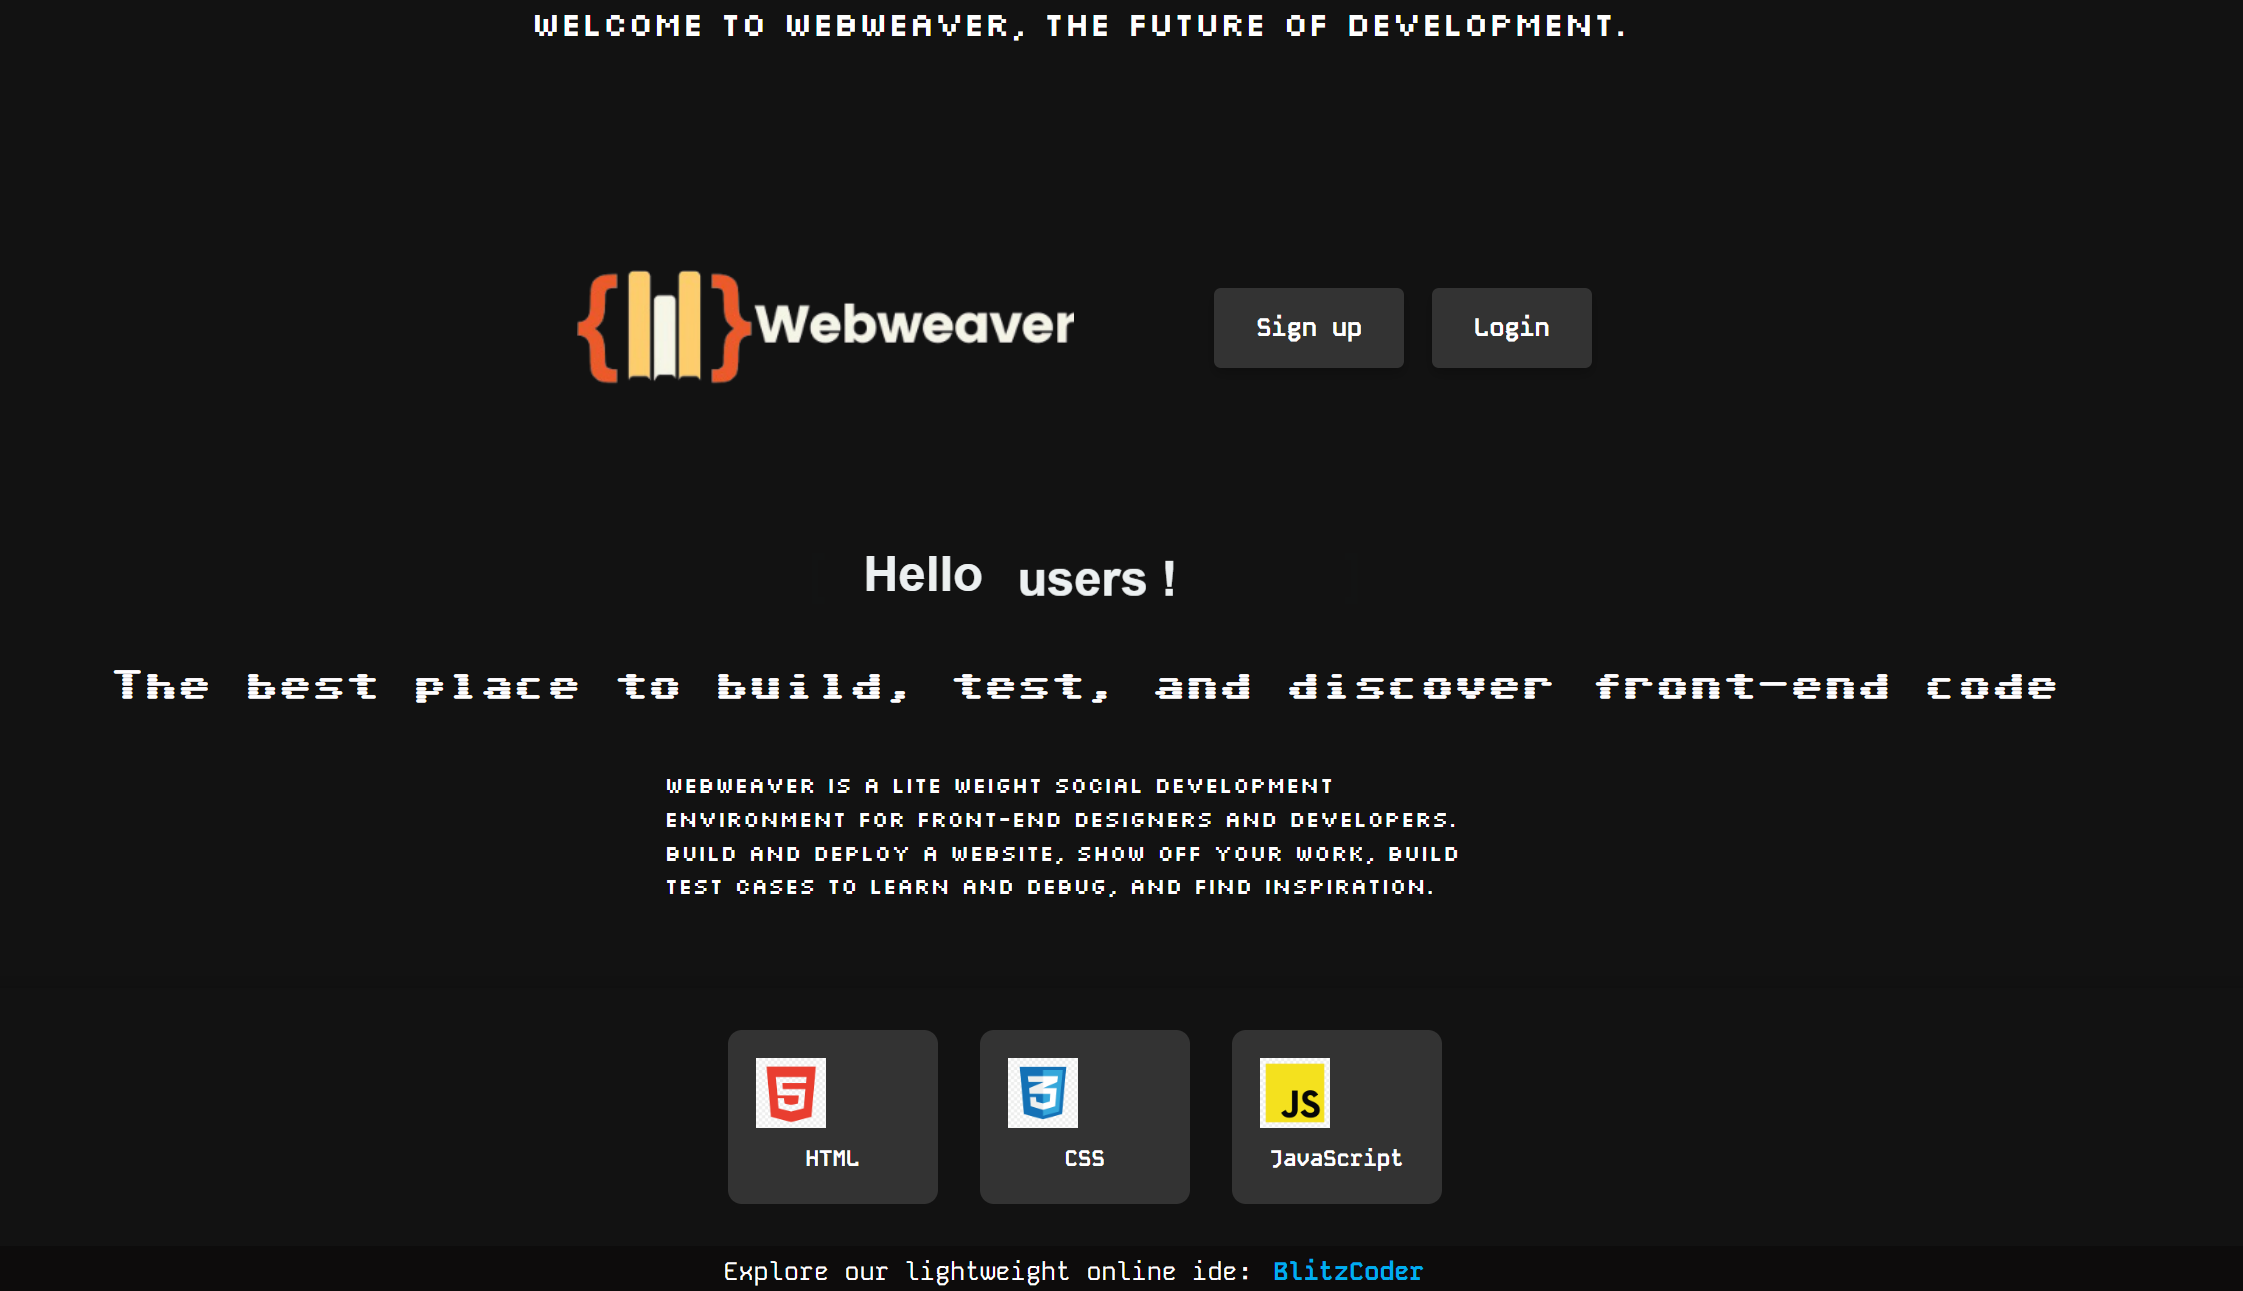 WELCOME TO WEBWEAVER, THE FUTURE OF DEVELOPMENT.
Webweaver
Sign up
Login
Hello users !
The best place to build, test, and discover front-end code
WEBWEAVER IS A LITE WEIGHT SOCIAL DEVELOPMENT
ENVIRONMENT FOR FRONT-END DESIGNERS AND DEVELOPERS.
BUILD AND DEPLOY A WEBSITE, SHOW OFF YOUR WORK, BUILD
TEST CASES TO LEARN AND DEBUG, AND FIND INSPIRATION.
5
3
JS
HTML
CSS
JavaScript
Explore our lightweight online ide: BlitzCoder